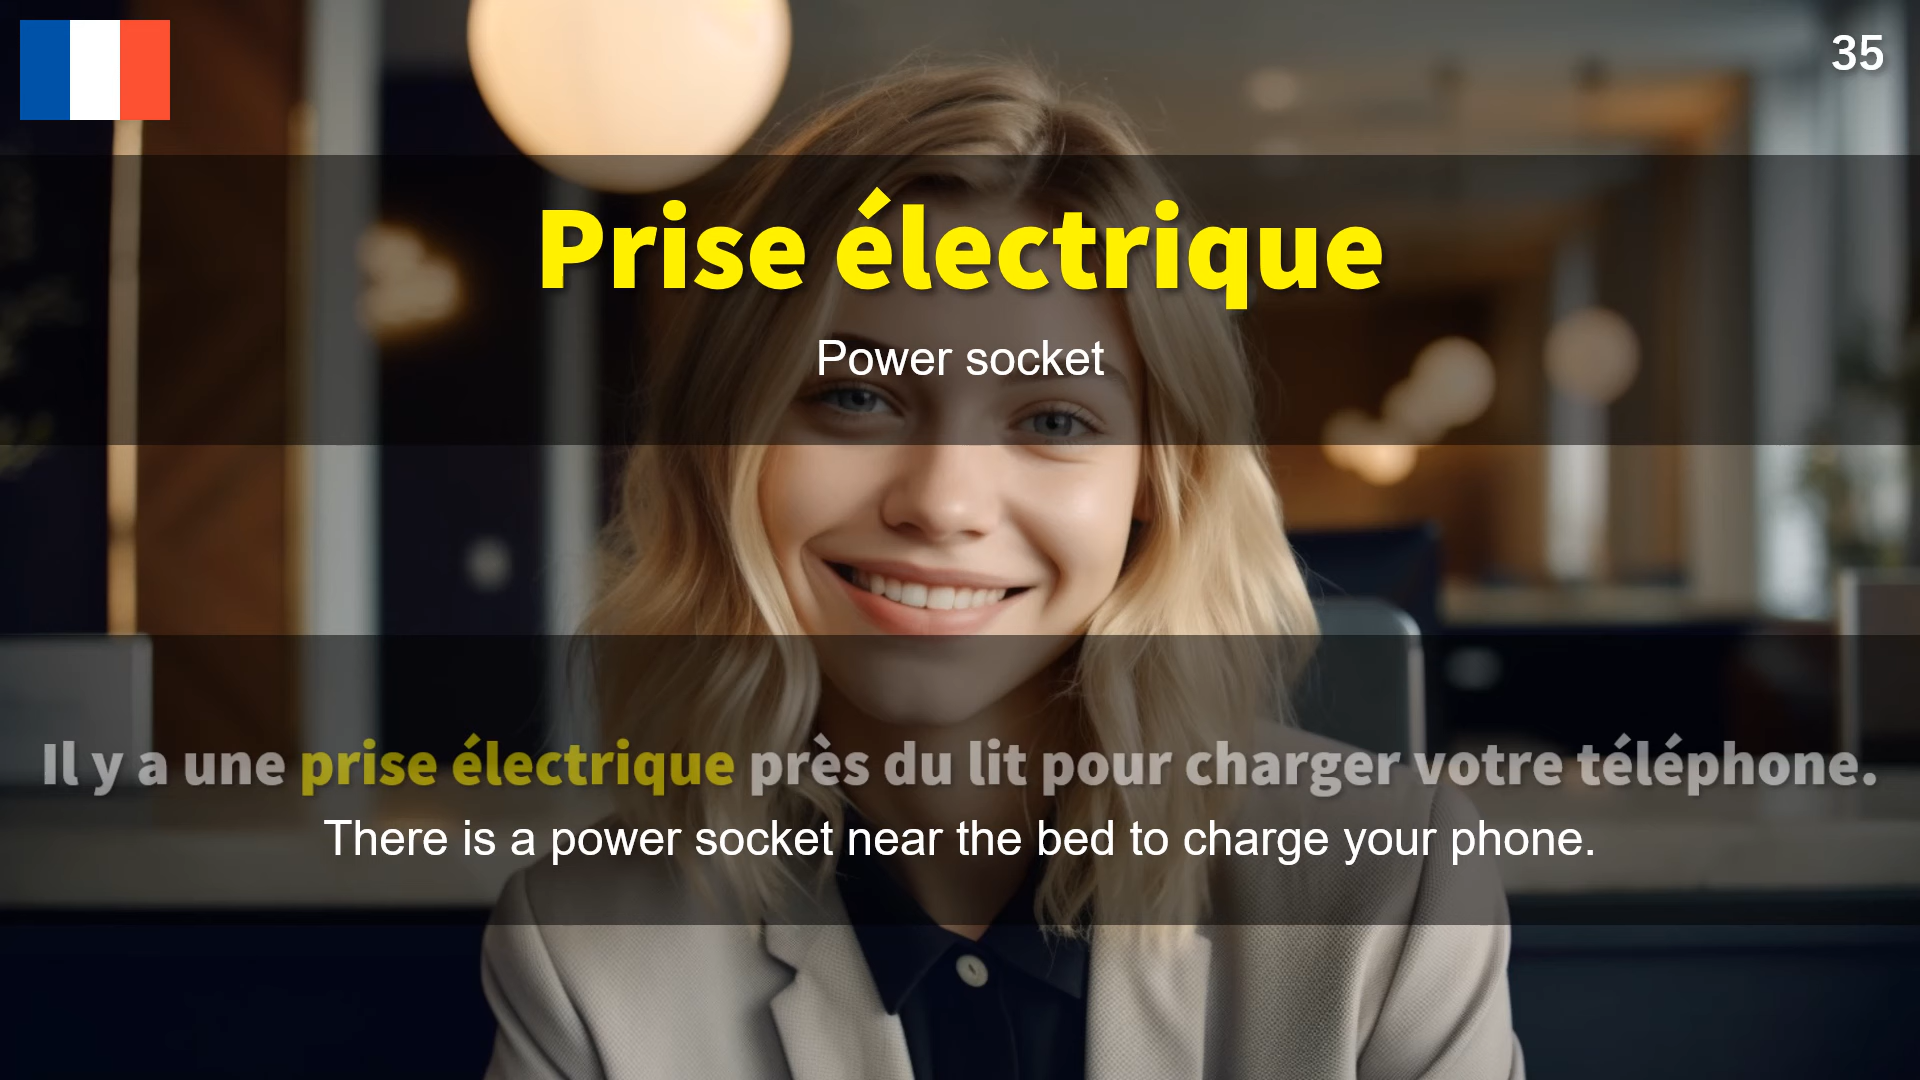 35
Prise électrique
Power socket
Il y a une prise électrique près du lit pour charger votre téléphone.
There is a power socket near the bed to charge your phone.